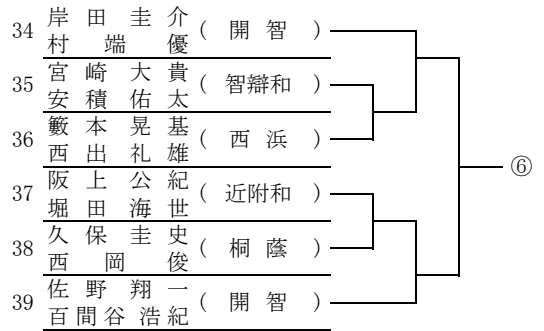 34 岸田圭介 ( 開智 )
村端優
35 宮崎大貴 ( 智辯和 )
安積佑太
36 籔本晃基 ( 西浜 )
西出礼雄
⑥
37 阪上公紀 ( 近附和 )
堀田海世
38 久保圭史 ( 桐蔭 )
西岡俊
39 佐野翔一 ( 開智 )
百間谷浩紀